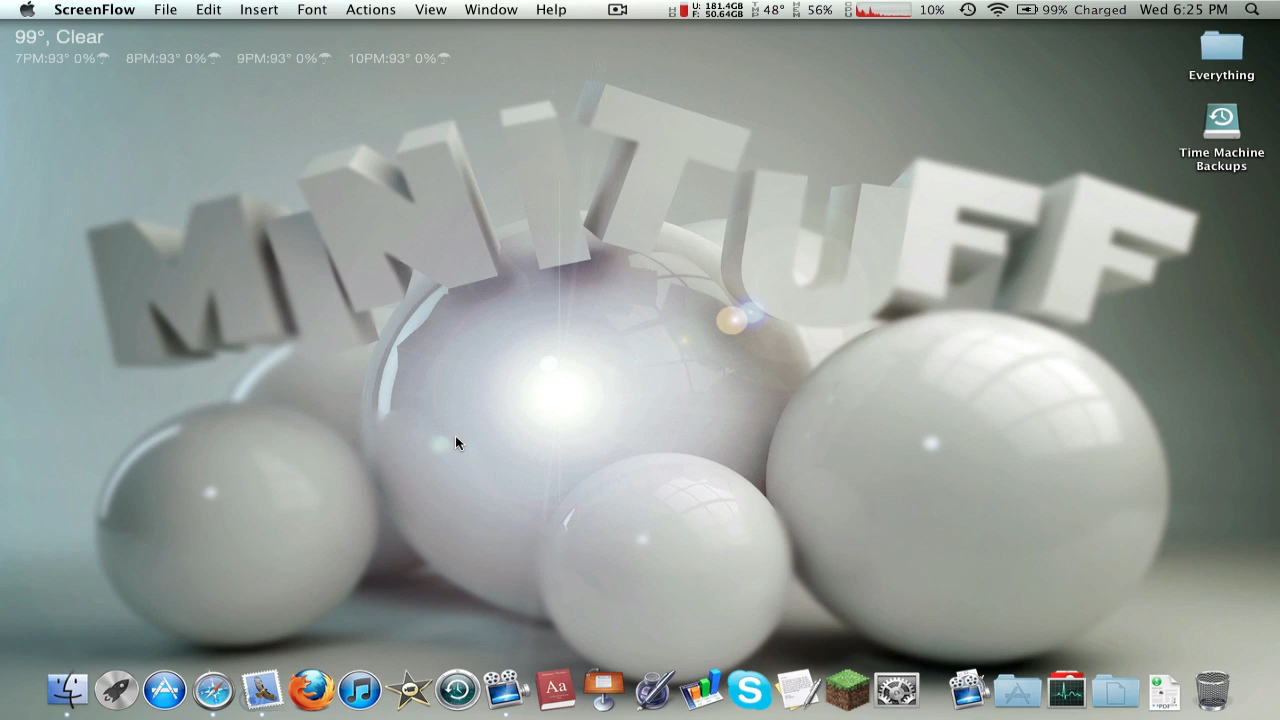 ScreenFlow File Edit Insert Font Actions View Window Help U: 181.4GB F: 50.64GB 48° 56% 10% 99% Charged Wed 6:25 PM
99°, Clear
7PM:93° 0% 8PM:93° 0% 9PM:93° 0% 10PM:93° 0%
Everything
Time Machine
Backups
MINITUFF
Aa
PDF